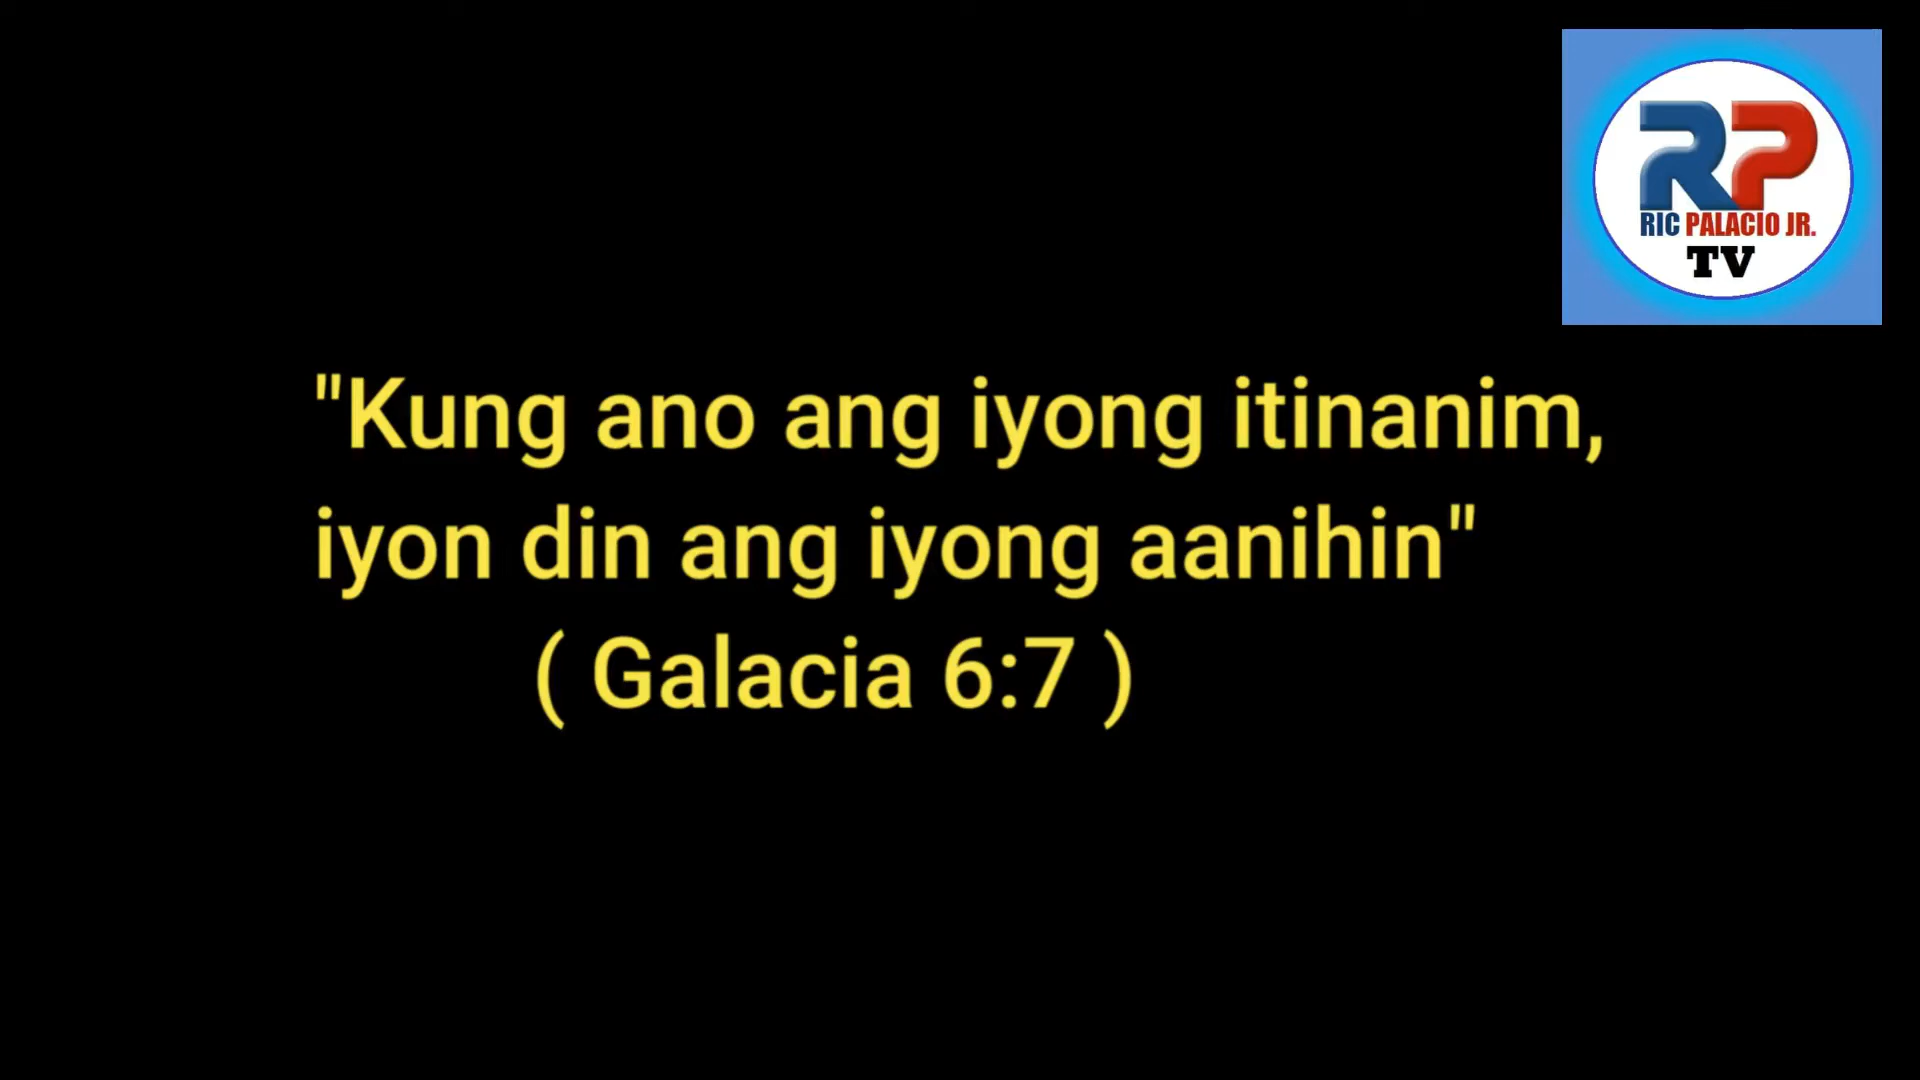 RP
RIC PALACIO JR.
TV
"Kung ano ang iyong itinanim,
iyon din ang iyong aanihin"
( Galacia 6:7 )